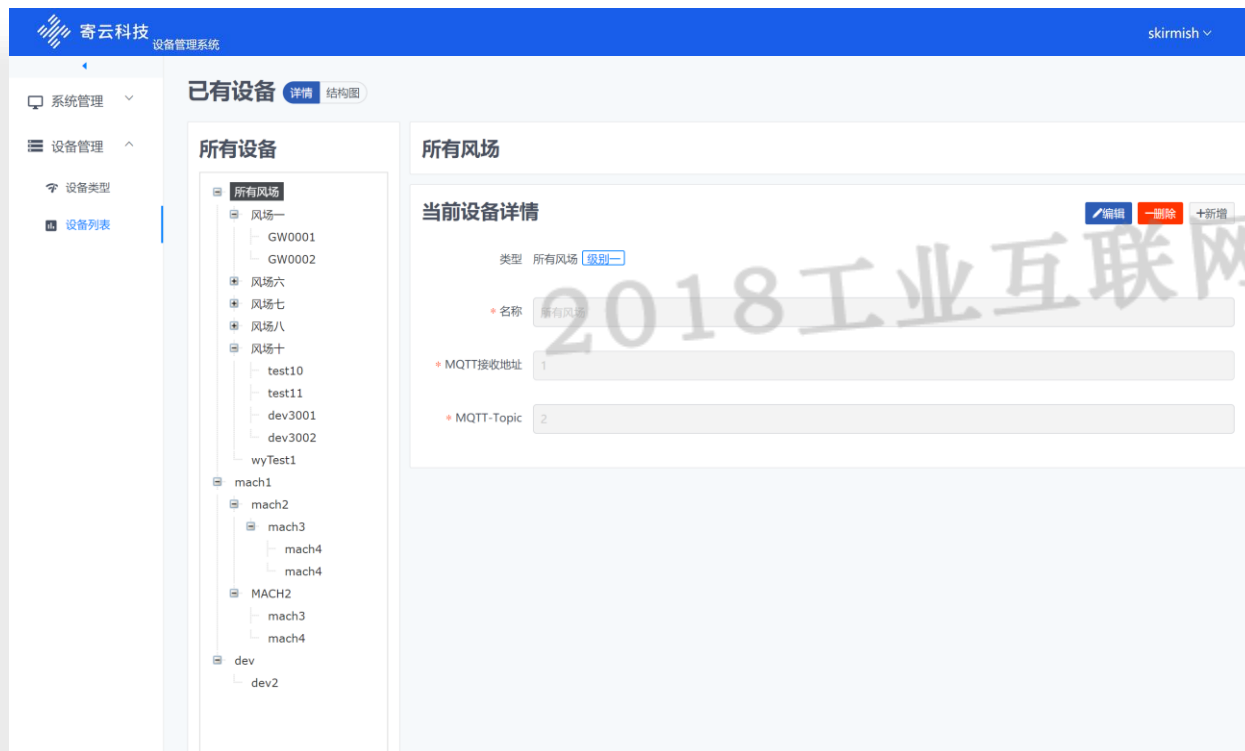 寄云科技 设备管理系统
skirmish
系统管理
设备管理
设备类型
设备列表
已有设备 详情 结构图
所有设备
所有风场
风场一
GW0001
GW0002
风场六
风场七
风场八
风场十
test10
test11
dev3001
dev3002
wyTest1
mach1
mach2
mach3
mach4
mach4
MACH2
mach3
mach4
dev
dev2
所有风场
当前设备详情 编辑 删除 新增
类型 所有风场 级别一
* 名称 所有风场
* MQTT接收地址 1
* MQTT-Topic 2
2018工业互联网